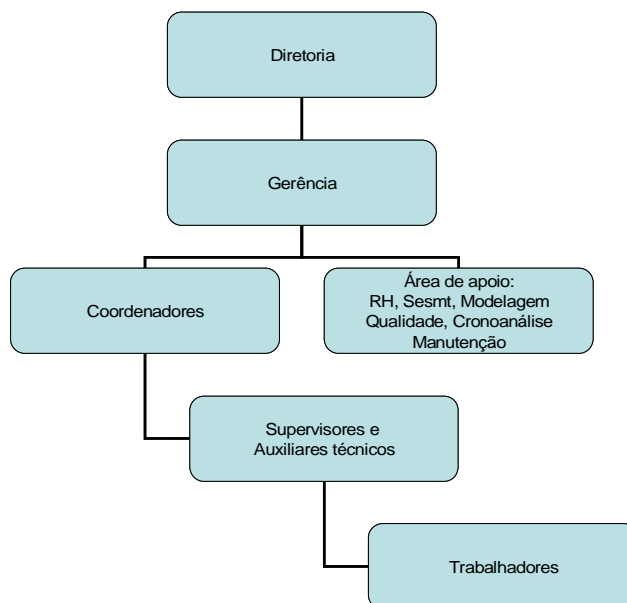 Diretoria
Gerência
Coordenadores
Área de apoio:
RH, Sesmt, Modelagem
Qualidade, Cronoanálise
Manutenção
Supervisores e
Auxiliares técnicos
Trabalhadores